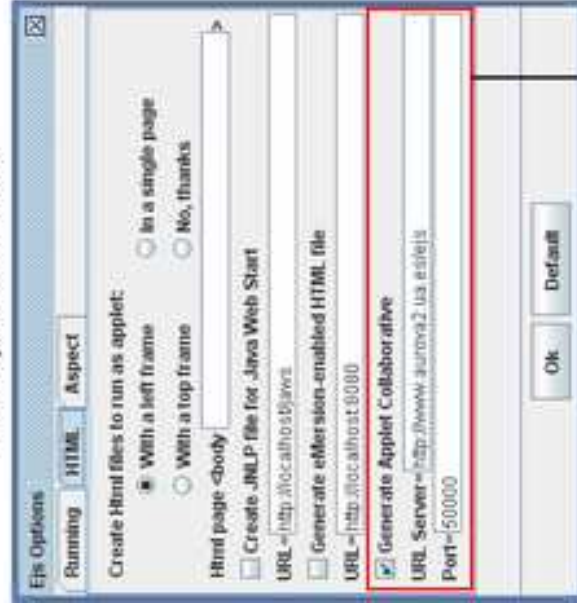 Ejs Options
Running HTML Aspect
Create Html files to run as applet:
With a left frame In a single page
With a top frame No, thanks
Html page <body >
Create JNLP file for Java Web Start
URL=http://localhost/jaws
Generate eMersion-enabled HTML file
URL=http://localhost:8080
Generate Applet Collaborative
URL Server=http://www.aurova2.ua.es/ejs
Port=50000
Ok Default